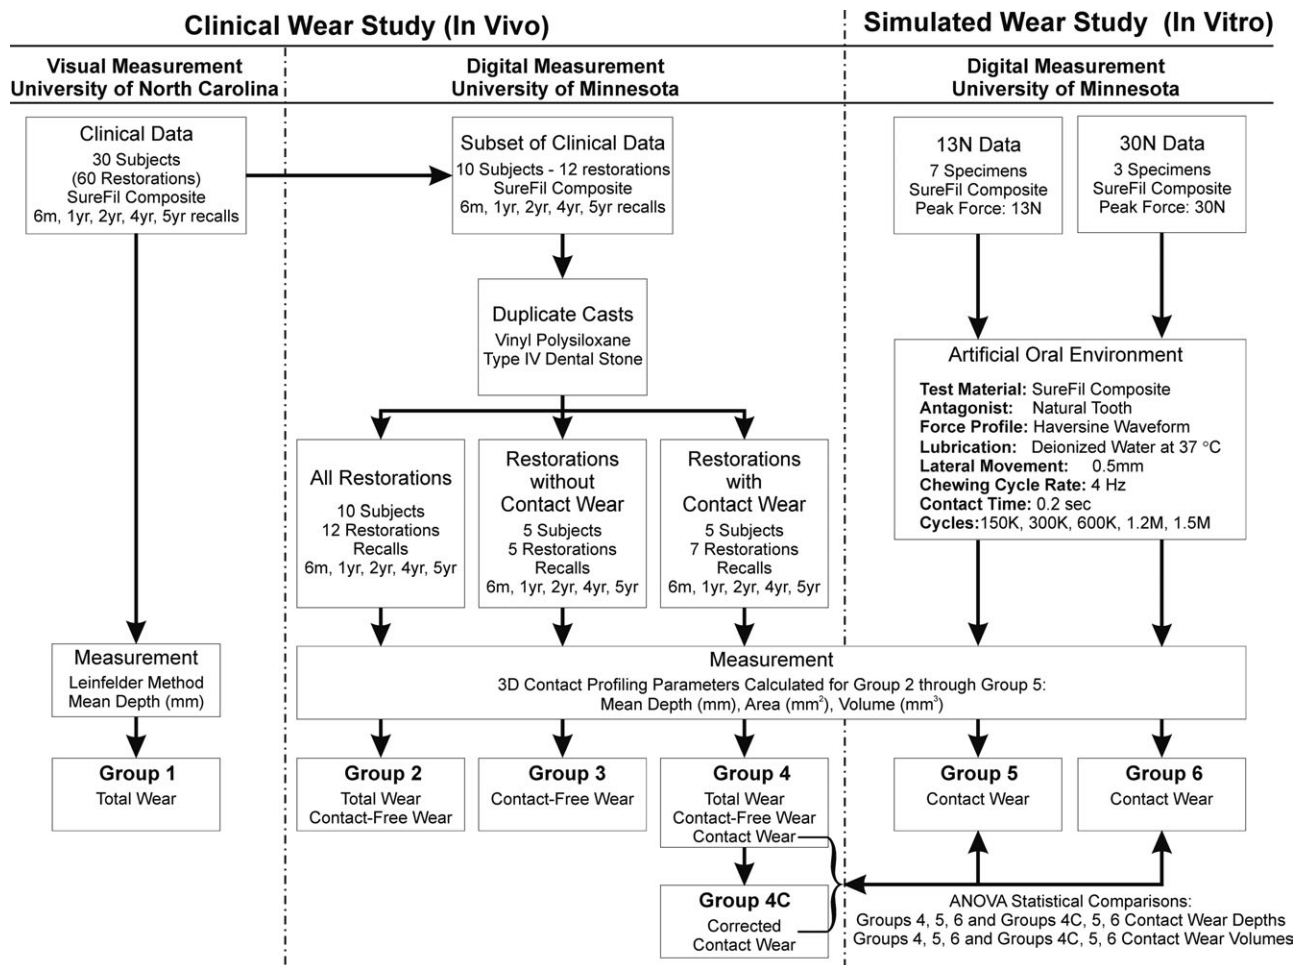 Clinical Wear Study (In Vivo)
Simulated Wear Study (In Vitro)
Visual Measurement
University of North Carolina
Digital Measurement
University of Minnesota
Digital Measurement
University of Minnesota
Clinical Data
30 Subjects
(60 Restorations)
SureFil Composite
6m, 1yr, 2yr, 4yr, 5yr recalls
Subset of Clinical Data
10 Subjects - 12 restorations
SureFil Composite
6m, 1yr, 2yr, 4yr, 5yr recalls
13N Data
7 Specimens
SureFil Composite
Peak Force: 13N
30N Data
3 Specimens
SureFil Composite
Peak Force: 30N
Duplicate Casts
Vinyl Polysiloxane
Type IV Dental Stone
Artificial Oral Environment
Test Material: SureFil Composite
Antagonist: Natural Tooth
Force Profile: Haversine Waveform
Lubrication: Deionized Water at 37 °C
Lateral Movement: 0.5mm
Chewing Cycle Rate: 4 Hz
Contact Time: 0.2 sec
Cycles:150K, 300K, 600K, 1.2M, 1.5M
All Restorations
10 Subjects
12 Restorations
Recalls
6m, 1yr, 2yr, 4yr, 5yr
Restorations
without
Contact Wear
5 Subjects
5 Restorations
Recalls
6m, 1yr, 2yr, 4yr, 5yr
Restorations
with
Contact Wear
5 Subjects
7 Restorations
Recalls
6m, 1yr, 2yr, 4yr, 5yr
Measurement
Leinfelder Method
Mean Depth (mm)
Measurement
3D Contact Profiling Parameters Calculated for Group 2 through Group 5:
Mean Depth (mm), Area (mm²), Volume (mm³)
Group 1
Total Wear
Group 2
Total Wear
Contact-Free Wear
Group 3
Contact-Free Wear
Group 4
Total Wear
Contact-Free Wear
Contact Wear
Group 5
Contact Wear
Group 6
Contact Wear
Group 4C
Corrected
Contact Wear
ANOVA Statistical Comparisons:
Groups 4, 5, 6 and Groups 4C, 5, 6 Contact Wear Depths
Groups 4, 5, 6 and Groups 4C, 5, 6 Contact Wear Volumes